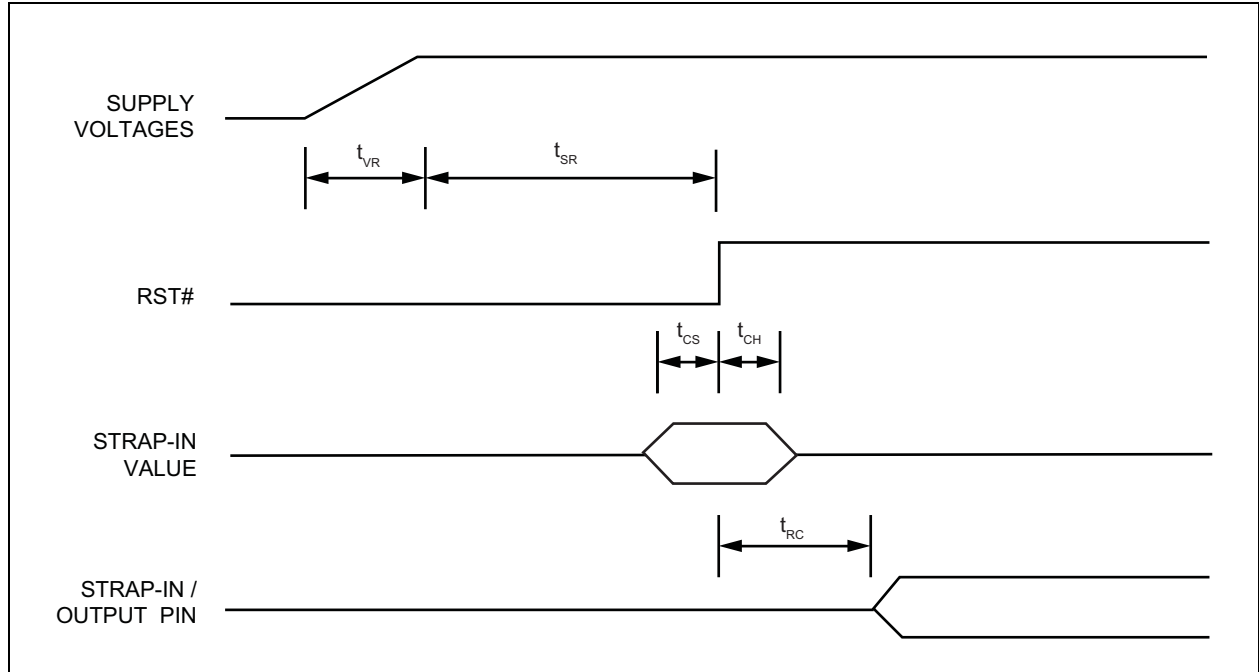 SUPPLY
VOLTAGES
tVR
tSR
RST#
tCS
tCH
STRAP-IN
VALUE
tRC
STRAP-IN /
OUTPUT PIN